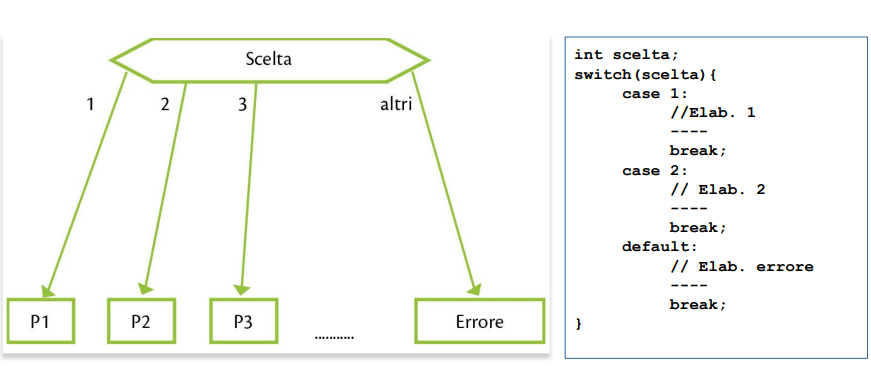 Scelta
1
2
3
altri
P1
P2
P3
...........
Errore
int scelta;
switch(scelta){
case 1:
//Elab. 1
----
break;
case 2:
// Elab. 2
----
break;
default:
// Elab. errore
----
break;
}